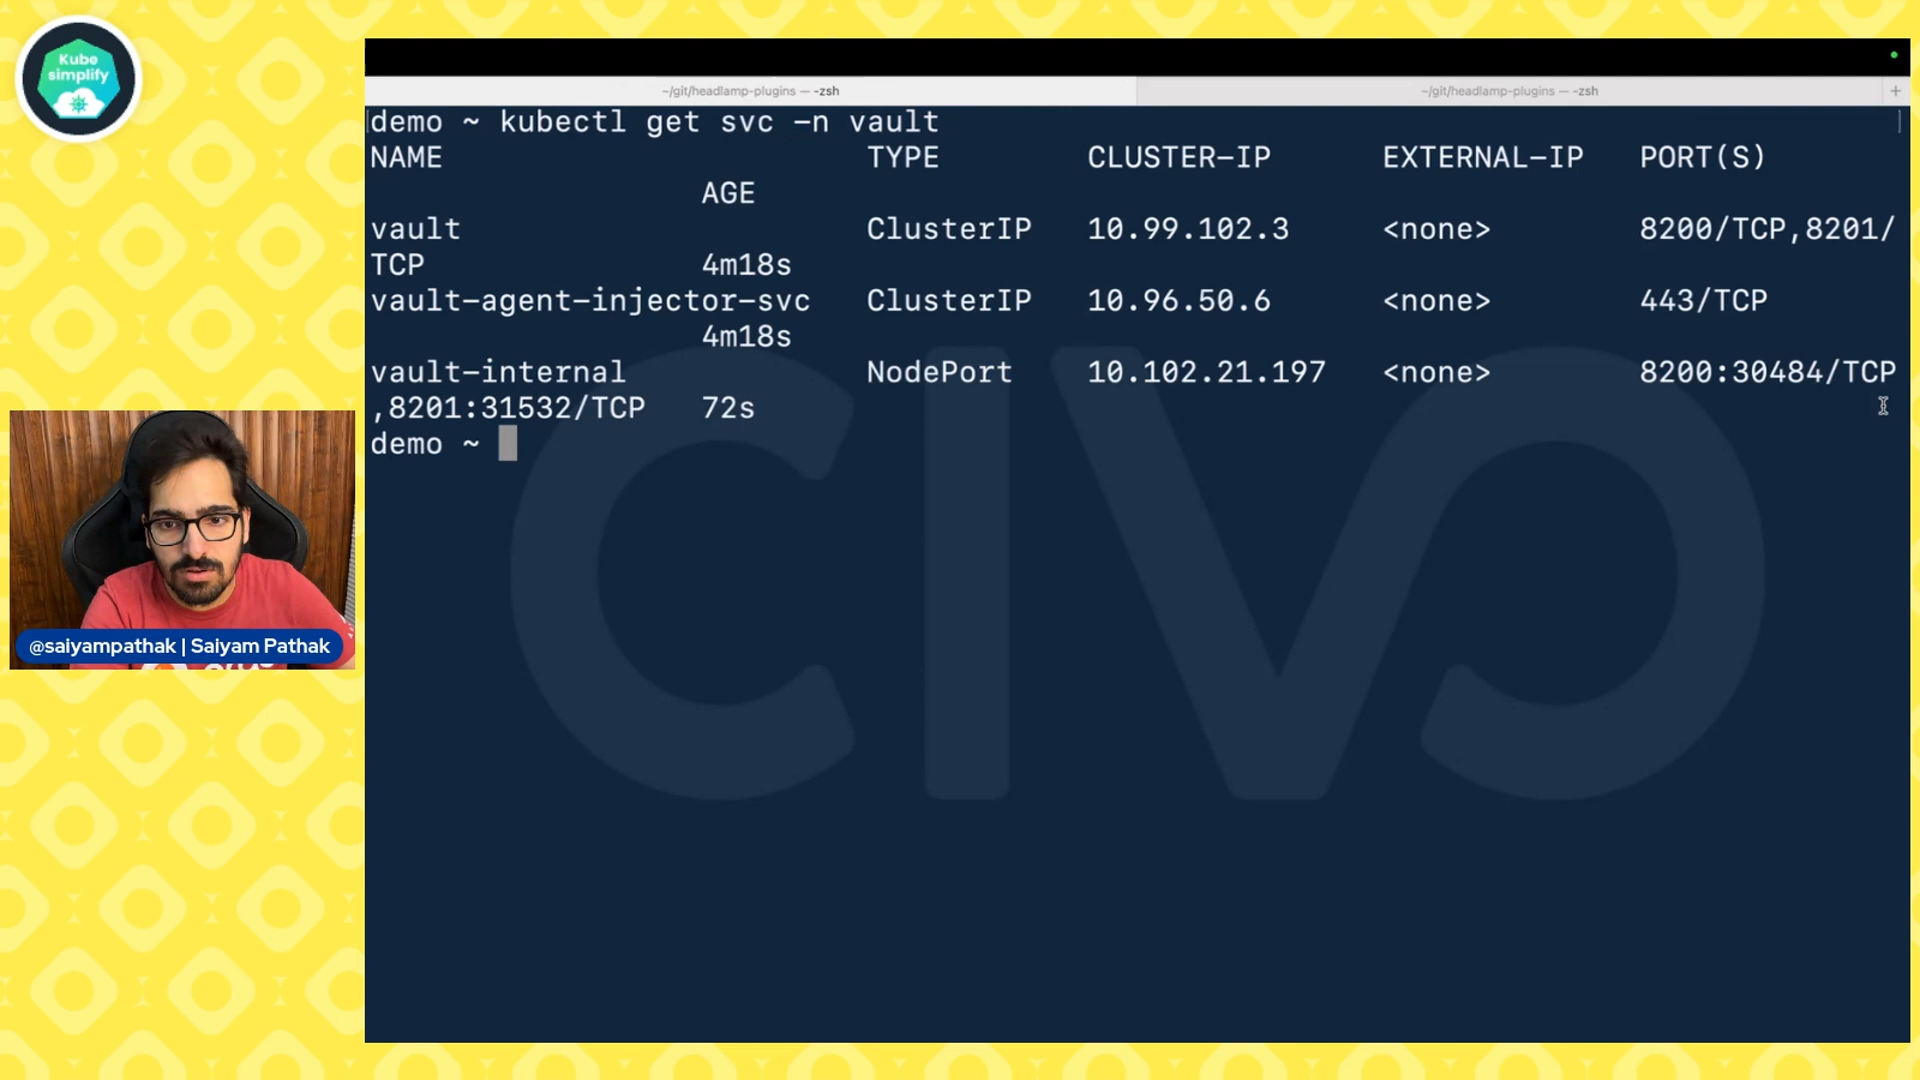 Kube
simplify
~/git/headlamp-plugins — -zsh
~/git/headlamp-plugins — -zsh
+
demo ~ kubectl get svc -n vault
NAME TYPE CLUSTER-IP EXTERNAL-IP PORT(S)
AGE
vault ClusterIP 10.99.102.3 <none> 8200/TCP,8201/
TCP 4m18s
vault-agent-injector-svc ClusterIP 10.96.50.6 <none> 443/TCP
4m18s
vault-internal NodePort 10.102.21.197 <none> 8200:30484/TCP
,8201:31532/TCP 72s
demo ~
CIVO
@saiyampathak | Saiyam Pathak